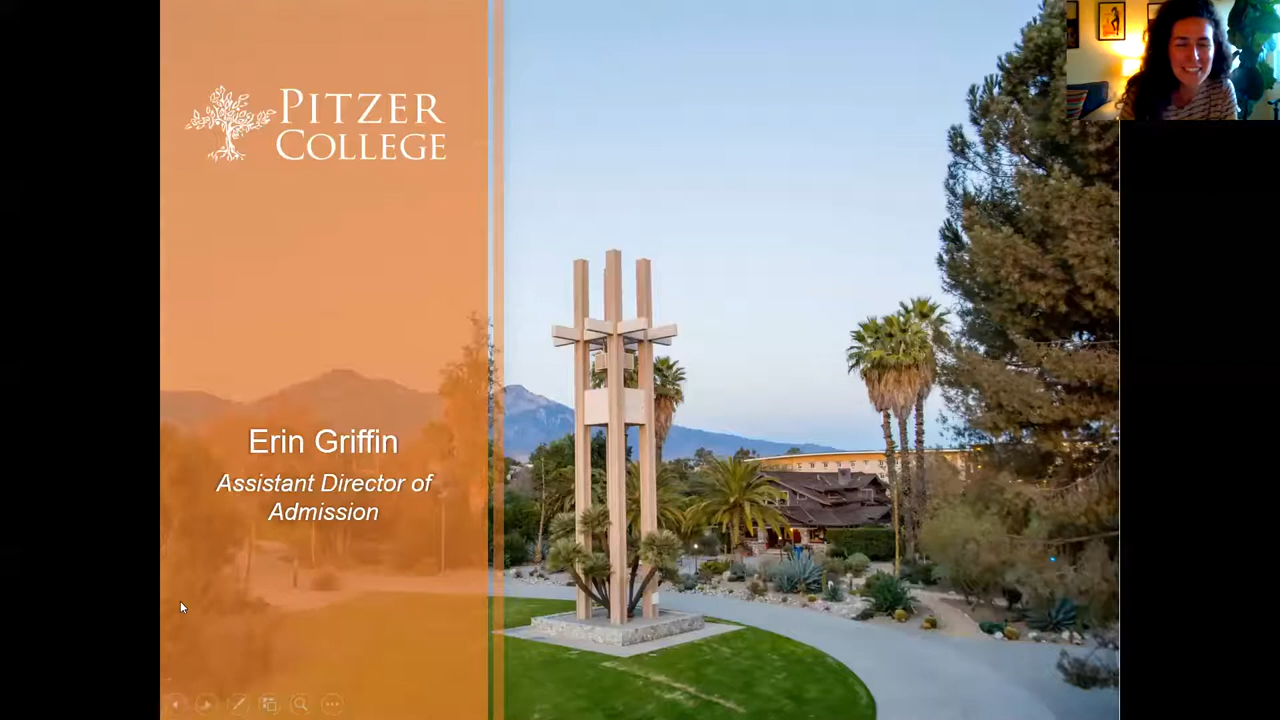 PITZER
COLLEGE
Erin Griffin
Assistant Director of
Admission